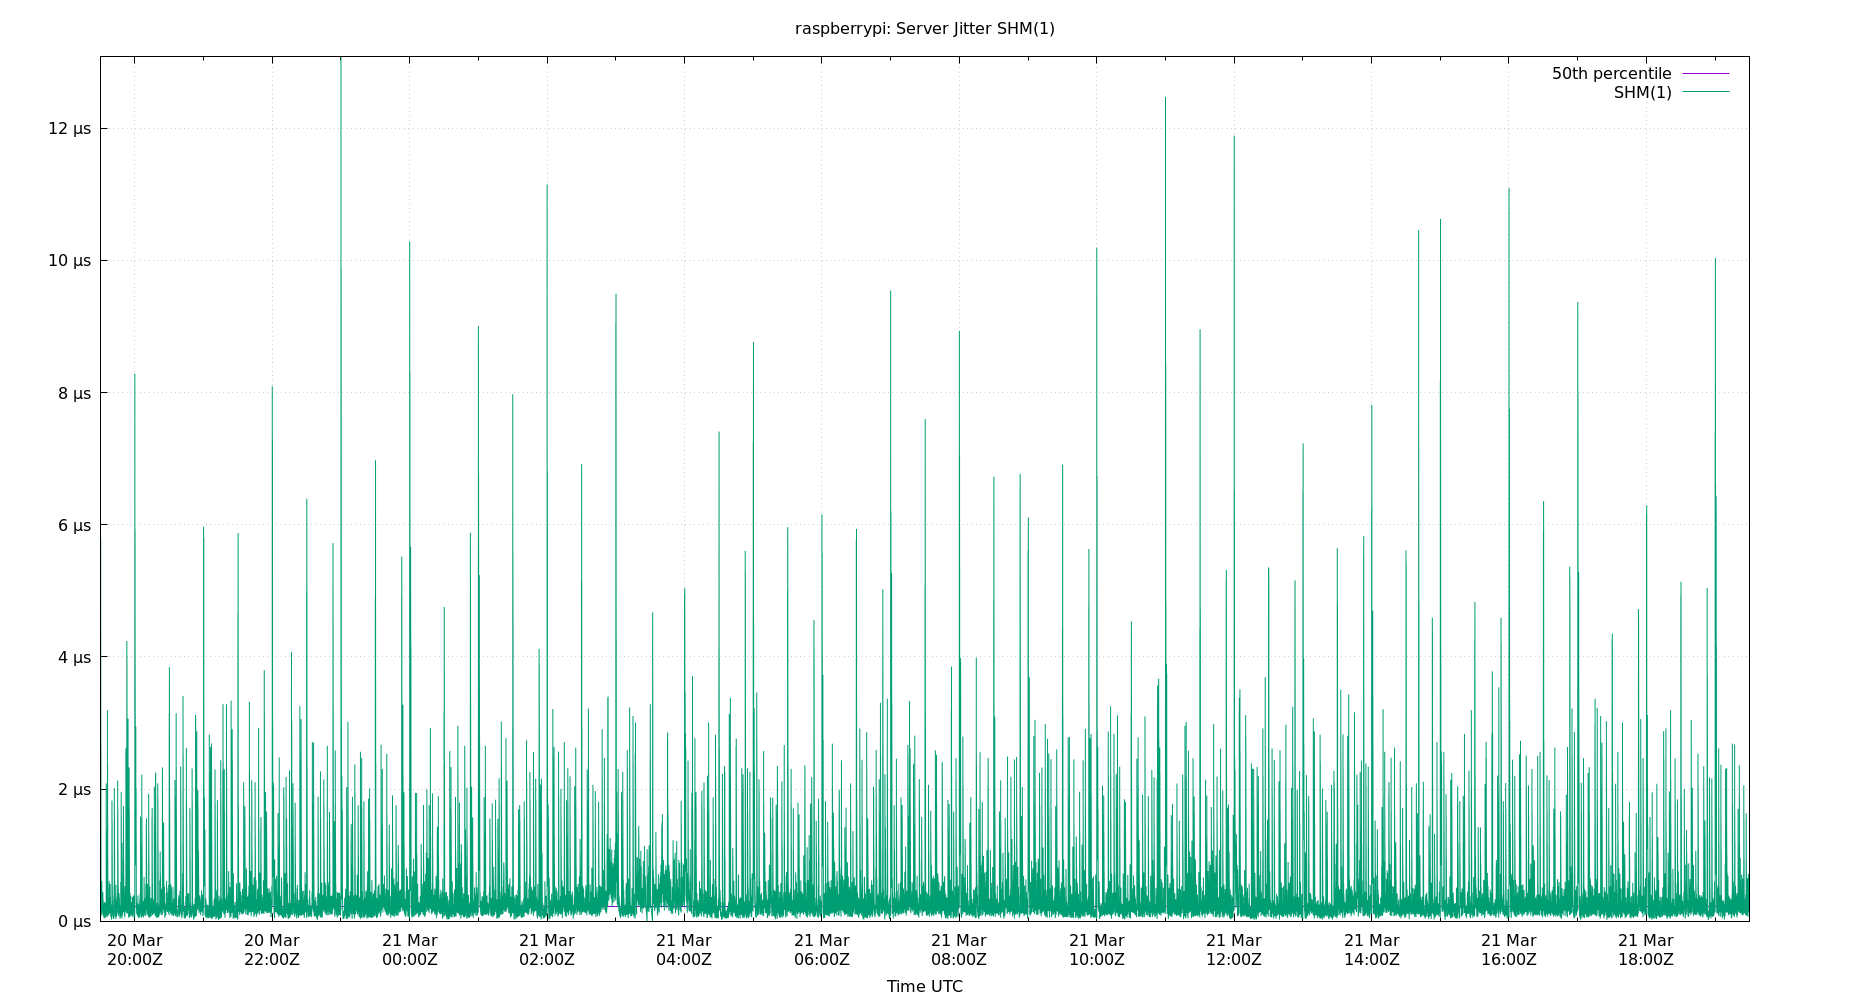 raspberrypi: Server Jitter SHM(1)
50th percentile
SHM(1)
12 µs
10 µs
8 µs
6 µs
4 µs
2 µs
0 µs
20 Mar 20 Mar 21 Mar 21 Mar 21 Mar 21 Mar 21 Mar 21 Mar 21 Mar 21 Mar 21 Mar 21 Mar
20:00Z 22:00Z 00:00Z 02:00Z 04:00Z 06:00Z 08:00Z 10:00Z 12:00Z 14:00Z 16:00Z 18:00Z
Time UTC